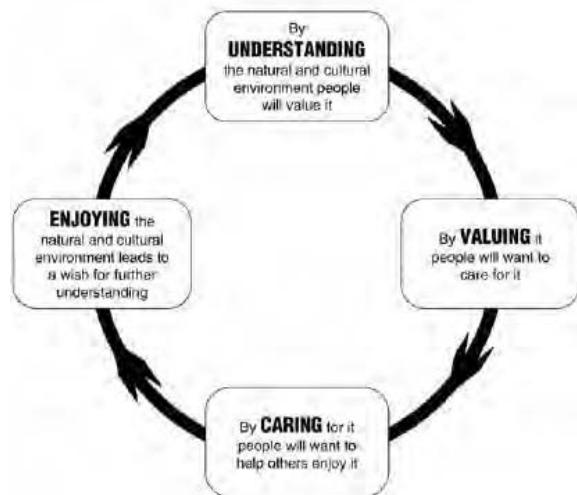 By
UNDERSTANDING
the natural and cultural
environment people
will value it
By VALUING it
people will want to
care for it
By CARING for it
people will want to
help others enjoy it
ENJOYING the
natural and cultural
environment leads to
a wish for further
understanding